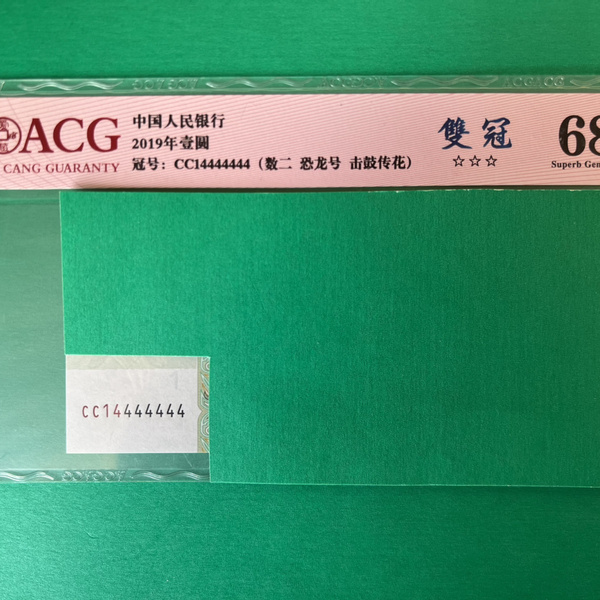 ACG
CANG GUARANTY
中国人民银行
2019年壹圆
冠号：CC14444444（数二 恐龙号 击鼓传花）
雙冠
☆☆☆
68
Superb Gem
CC14444444